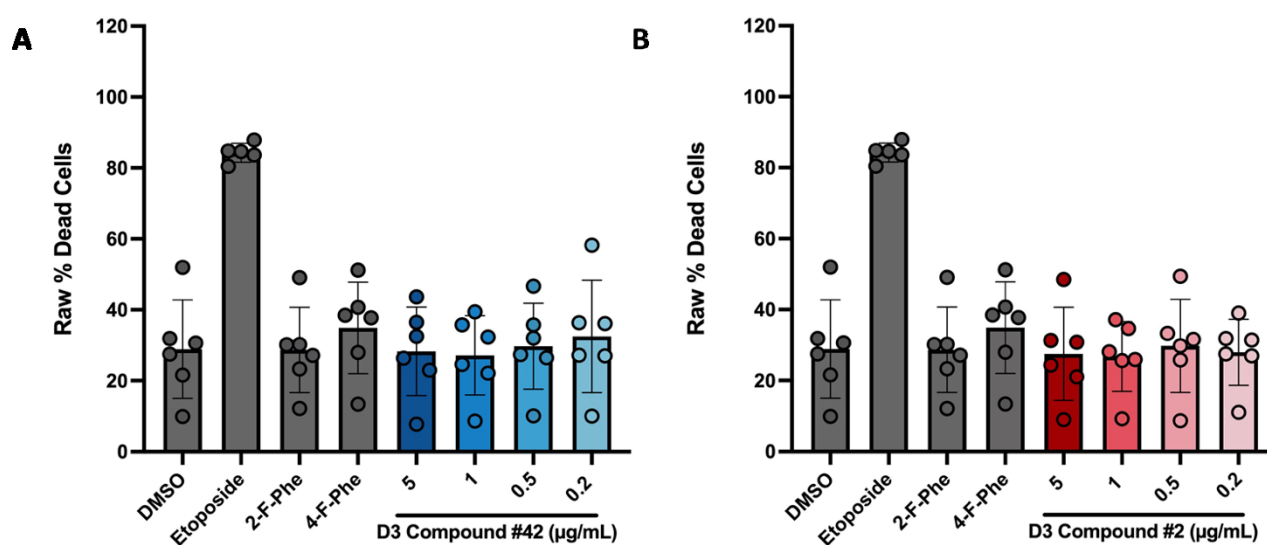 A
Raw % Dead Cells
120
100
80
60
40
20
0
DMSO
Etoposide
2-F-Phe
4-F-Phe
5
1
0.5
0.2
D3 Compound #42 (µg/mL)
B
Raw % Dead Cells
120
100
80
60
40
20
0
DMSO
Etoposide
2-F-Phe
4-F-Phe
5
1
0.5
0.2
D3 Compound #2 (µg/mL)